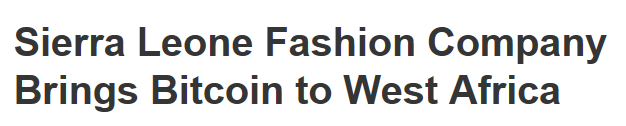 Sierra Leone Fashion Company
Brings Bitcoin to West Africa